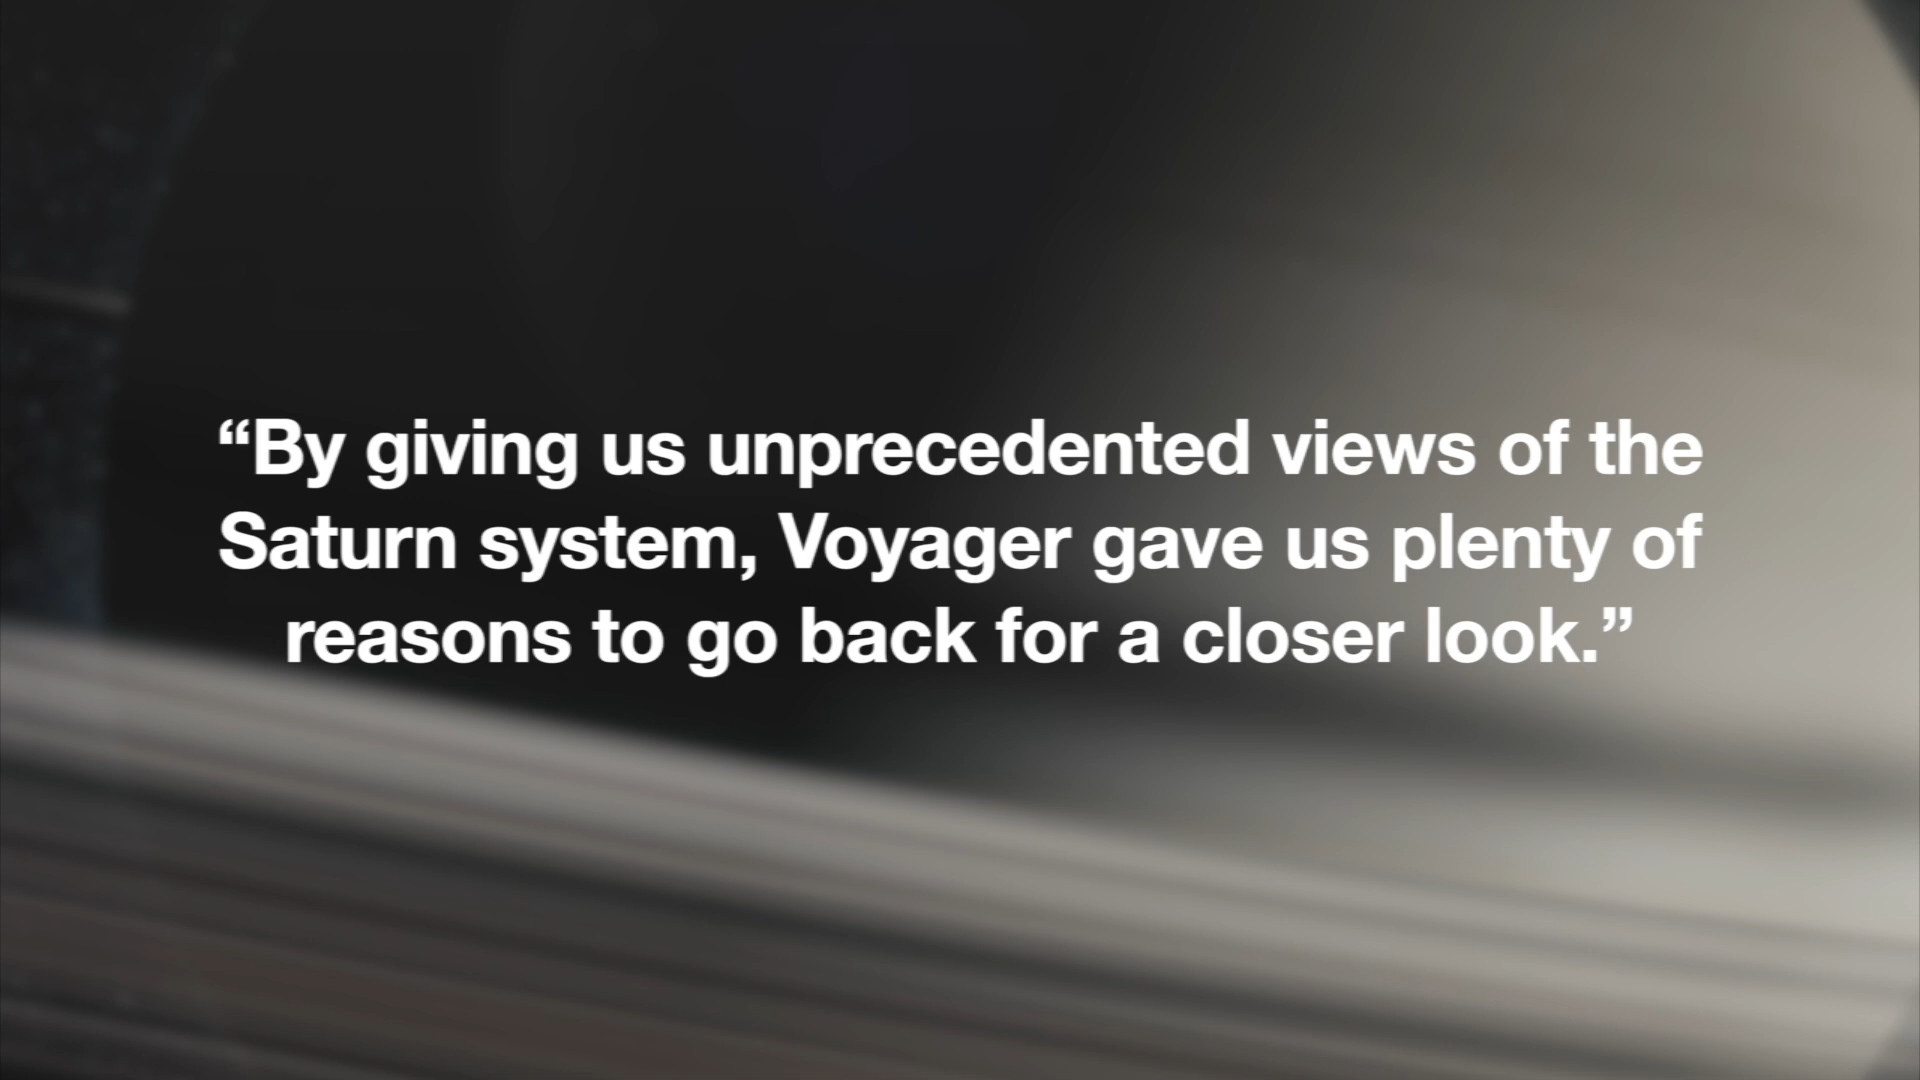 “By giving us unprecedented views of the
Saturn system, Voyager gave us plenty of
reasons to go back for a closer look.”